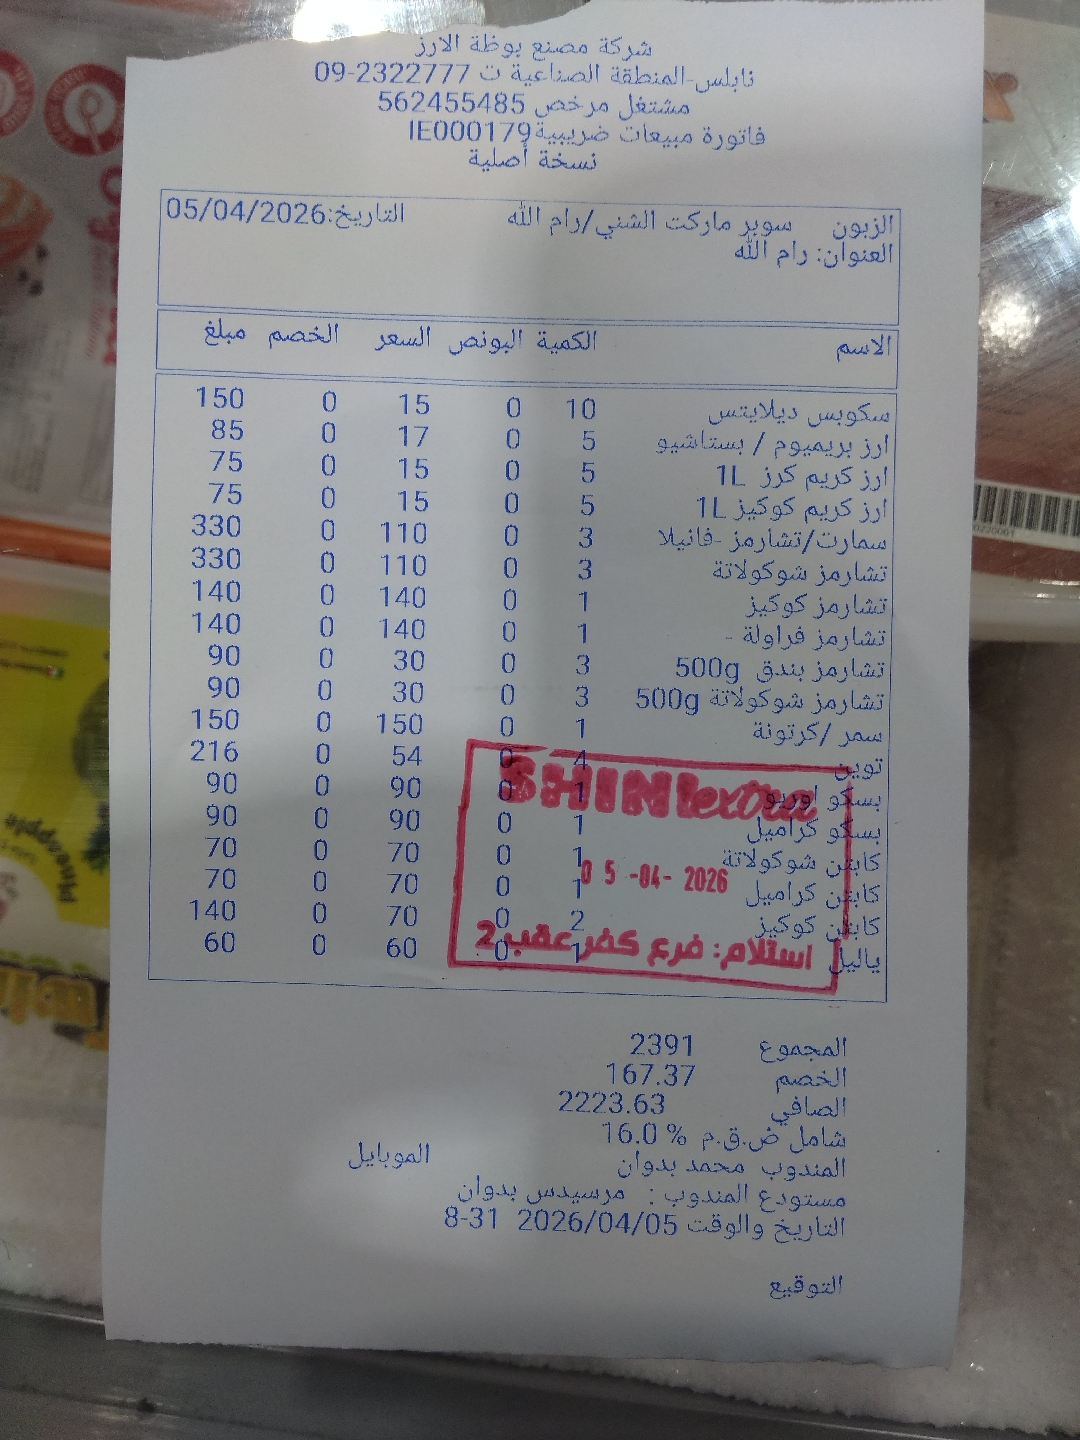 شركة مصنع بوظة الارز
نابلس-المنطقة الصناعية ت 09-2322777
مشتغل مرخص 562455485
فاتورة مبيعات ضريبية IE000179
نسخة أصلية
الزبون سوبر ماركت الشني/رام الله التاريخ:05/04/2026
العنوان: رام الله
الاسم الكمية البونص السعر الخصم مبلغ
سكوبس ديلايتس 10 0 15 0 150
ارز بريميوم / بستاشيو 5 0 17 0 85
ارز كريم كرز 1L 5 0 15 0 75
ارز كريم كوكيز 1L 5 0 15 0 75
سمارت/تشارمز -فانيلا 3 0 110 0 330
تشارمز شوكولاتة 3 0 110 0 330
تشارمز كوكيز 1 0 140 0 140
تشارمز فراولة - 1 0 140 0 140
تشارمز بندق 500g 3 0 30 0 90
تشارمز شوكولاتة 500g 3 0 30 0 90
سمر /كرتونة 1 0 150 0 150
توين 4 0 54 0 216
بسكو اوريو 1 0 90 0 90
بسكو كراميل 1 0 90 0 90
كابتن شوكولاتة 1 0 70 0 70
كابتن كراميل 1 0 70 0 70
كابتن كوكيز 2 0 70 0 140
ياليل 1 0 60 0 60
SHINI extra
05 -04- 2026
استلام: فرع كفر عقب 2
المجموع 2391
الخصم 167.37
الصافي 2223.63
شامل ض.ق.م % 16.0
المندوب محمد بدوان الموبايل
مستودع المندوب : مرسيدس بدوان
التاريخ والوقت 2026/04/05 8-31
التوقيع
Pineapple